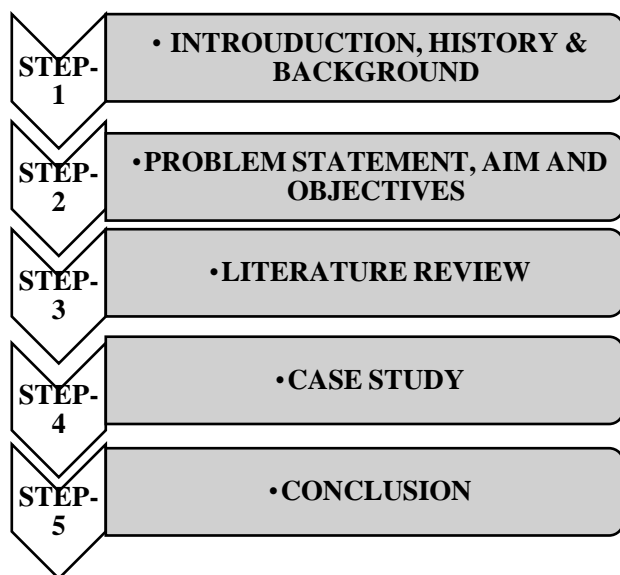 STEP-
1
• INTROUDUCTION, HISTORY &
BACKGROUND
STEP-
2
•PROBLEM STATEMENT, AIM AND
OBJECTIVES
STEP-
3
•LITERATURE REVIEW
STEP-
4
•CASE STUDY
STEP-
5
•CONCLUSION